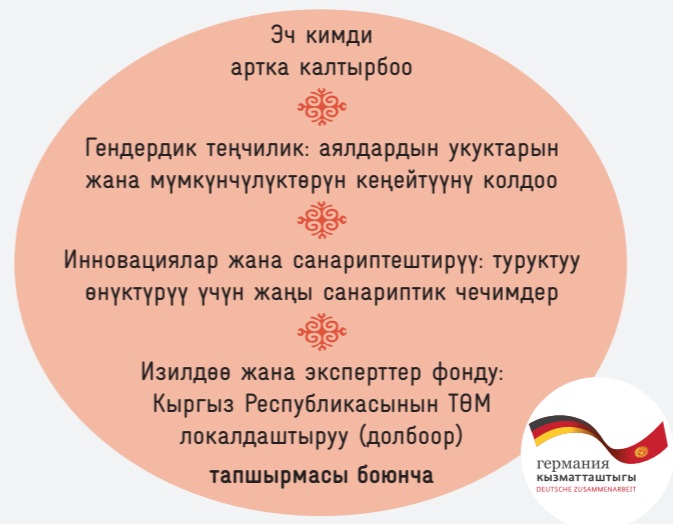 Эч кимди
артка калтырбоо
Гендердик теңчилик: аялдардын укуктарын
жана мүмкүнчүлүктөрүн кеңейтүүнү колдоо
Инновациялар жана санариптештирүү: туруктуу
өнүктүрүү үчүн жаңы санариптик чечимдер
Изилдөө жана эксперттер фонду:
Кыргыз Республикасынын ТӨМ
локалдаштыруу (долбоор)
тапшырмасы боюнча
германия
кызматташтыгы
DEUTSCHE ZUSAMMENARBEIT